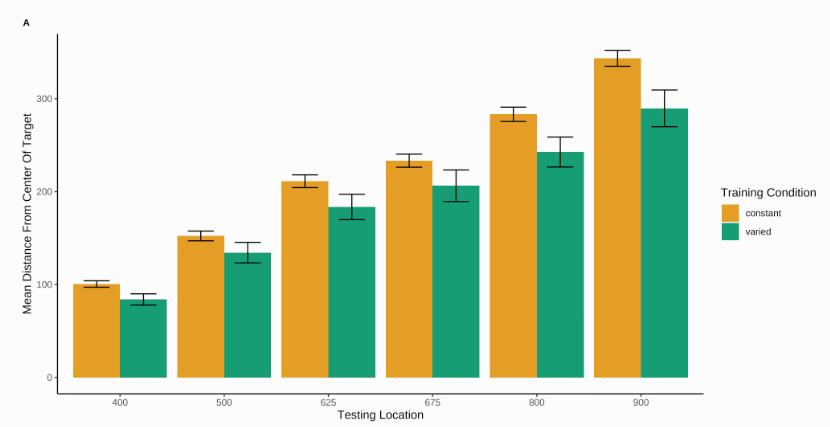 A
Mean Distance From Center Of Target
300
200
100
0
400 500 625 675 800 900
Testing Location
Training Condition
constant
varied